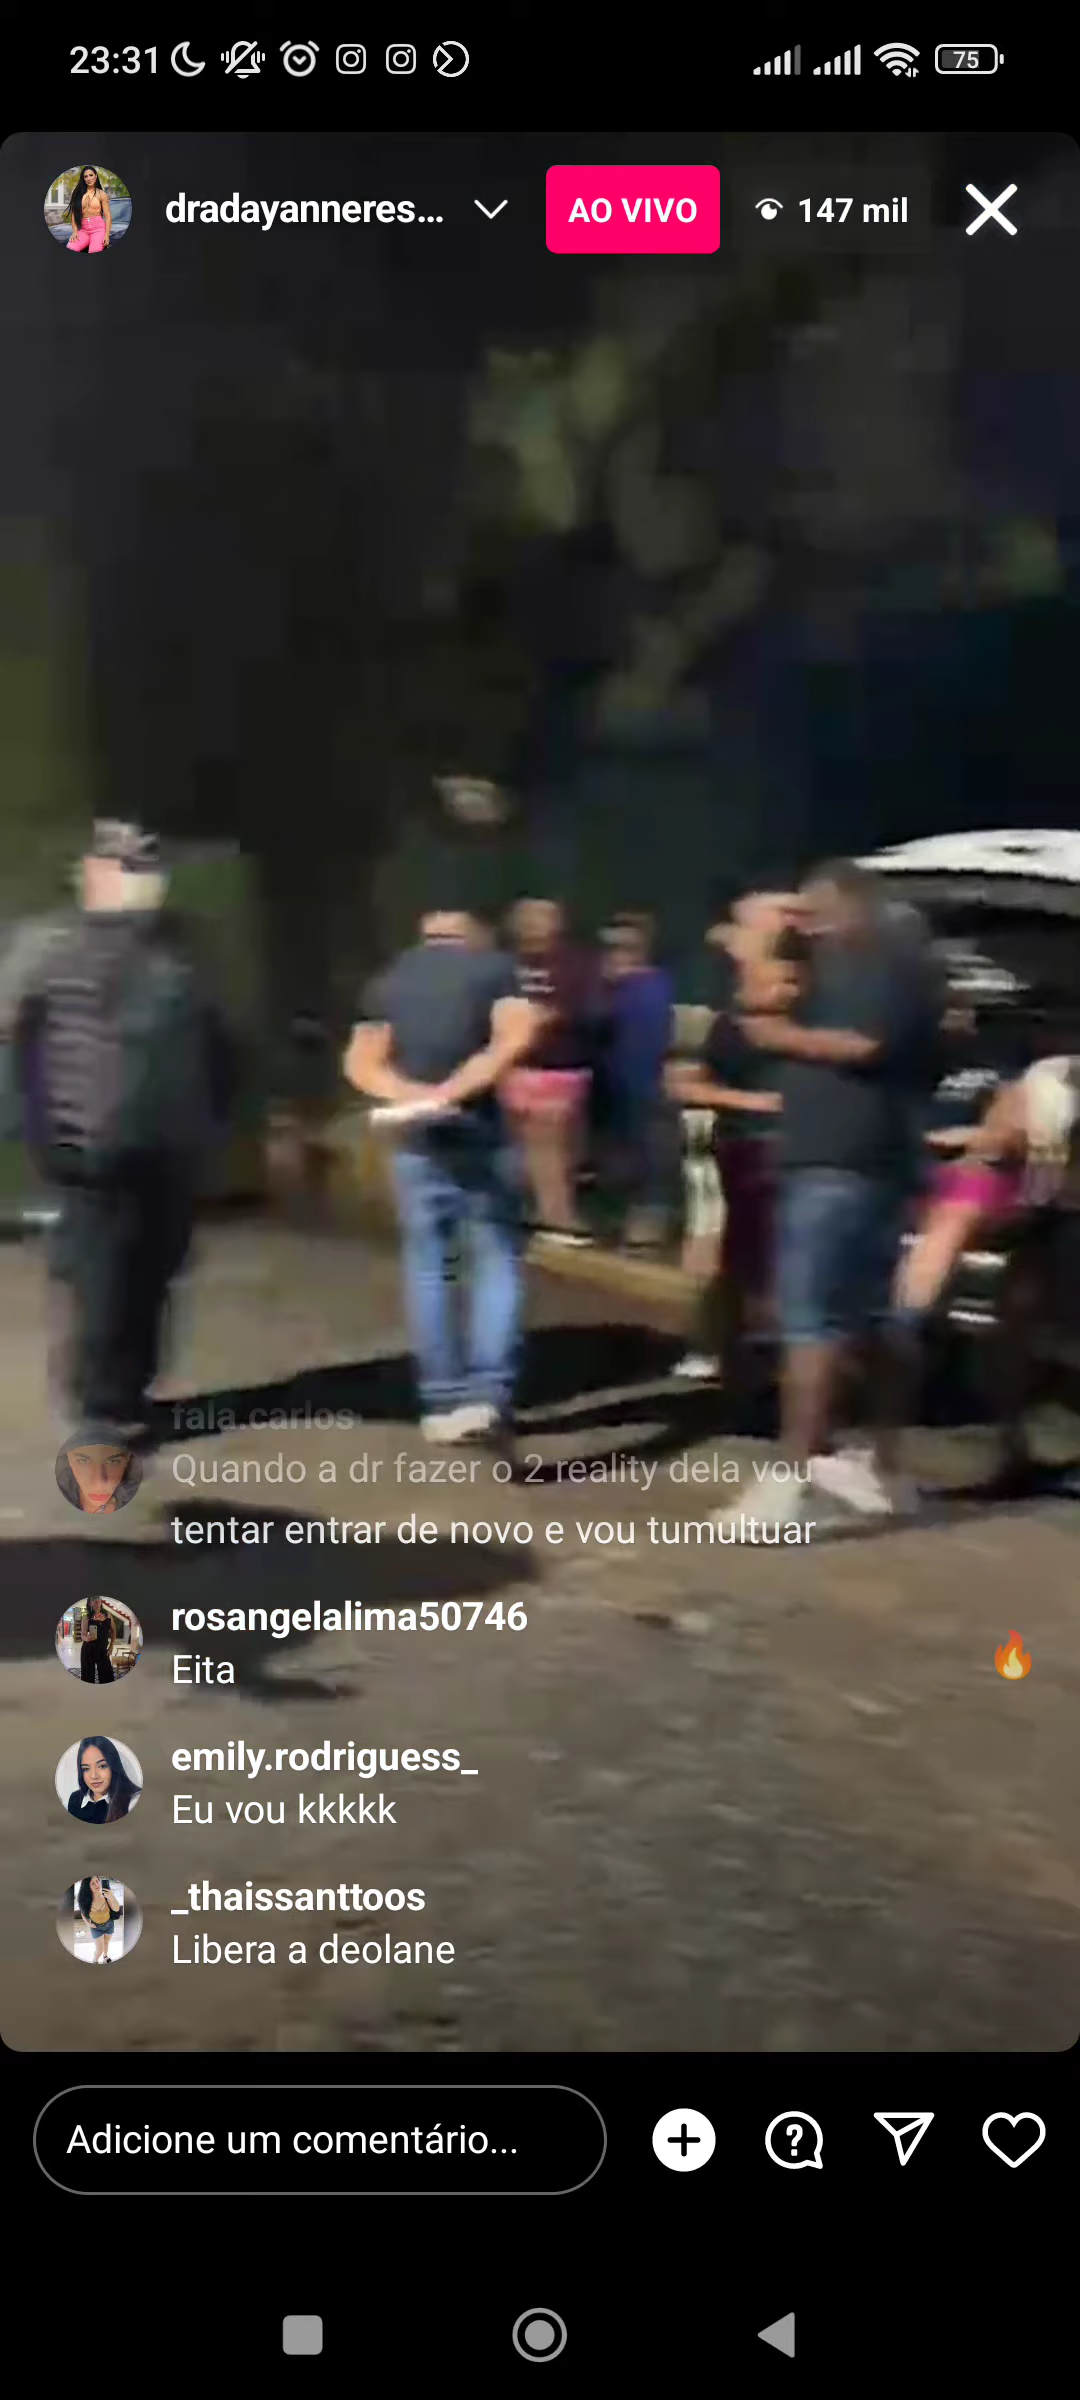 23:31
75
dradayanneres...
AO VIVO
147 mil
fala.carlos
Quando a dr fazer o 2 reality dela vou
tentar entrar de novo e vou tumultuar
rosangelalima50746
Eita
emily.rodriguess_
Eu vou kkkkk
_thaissanttoos
Libera a deolane
Adicione um comentário...